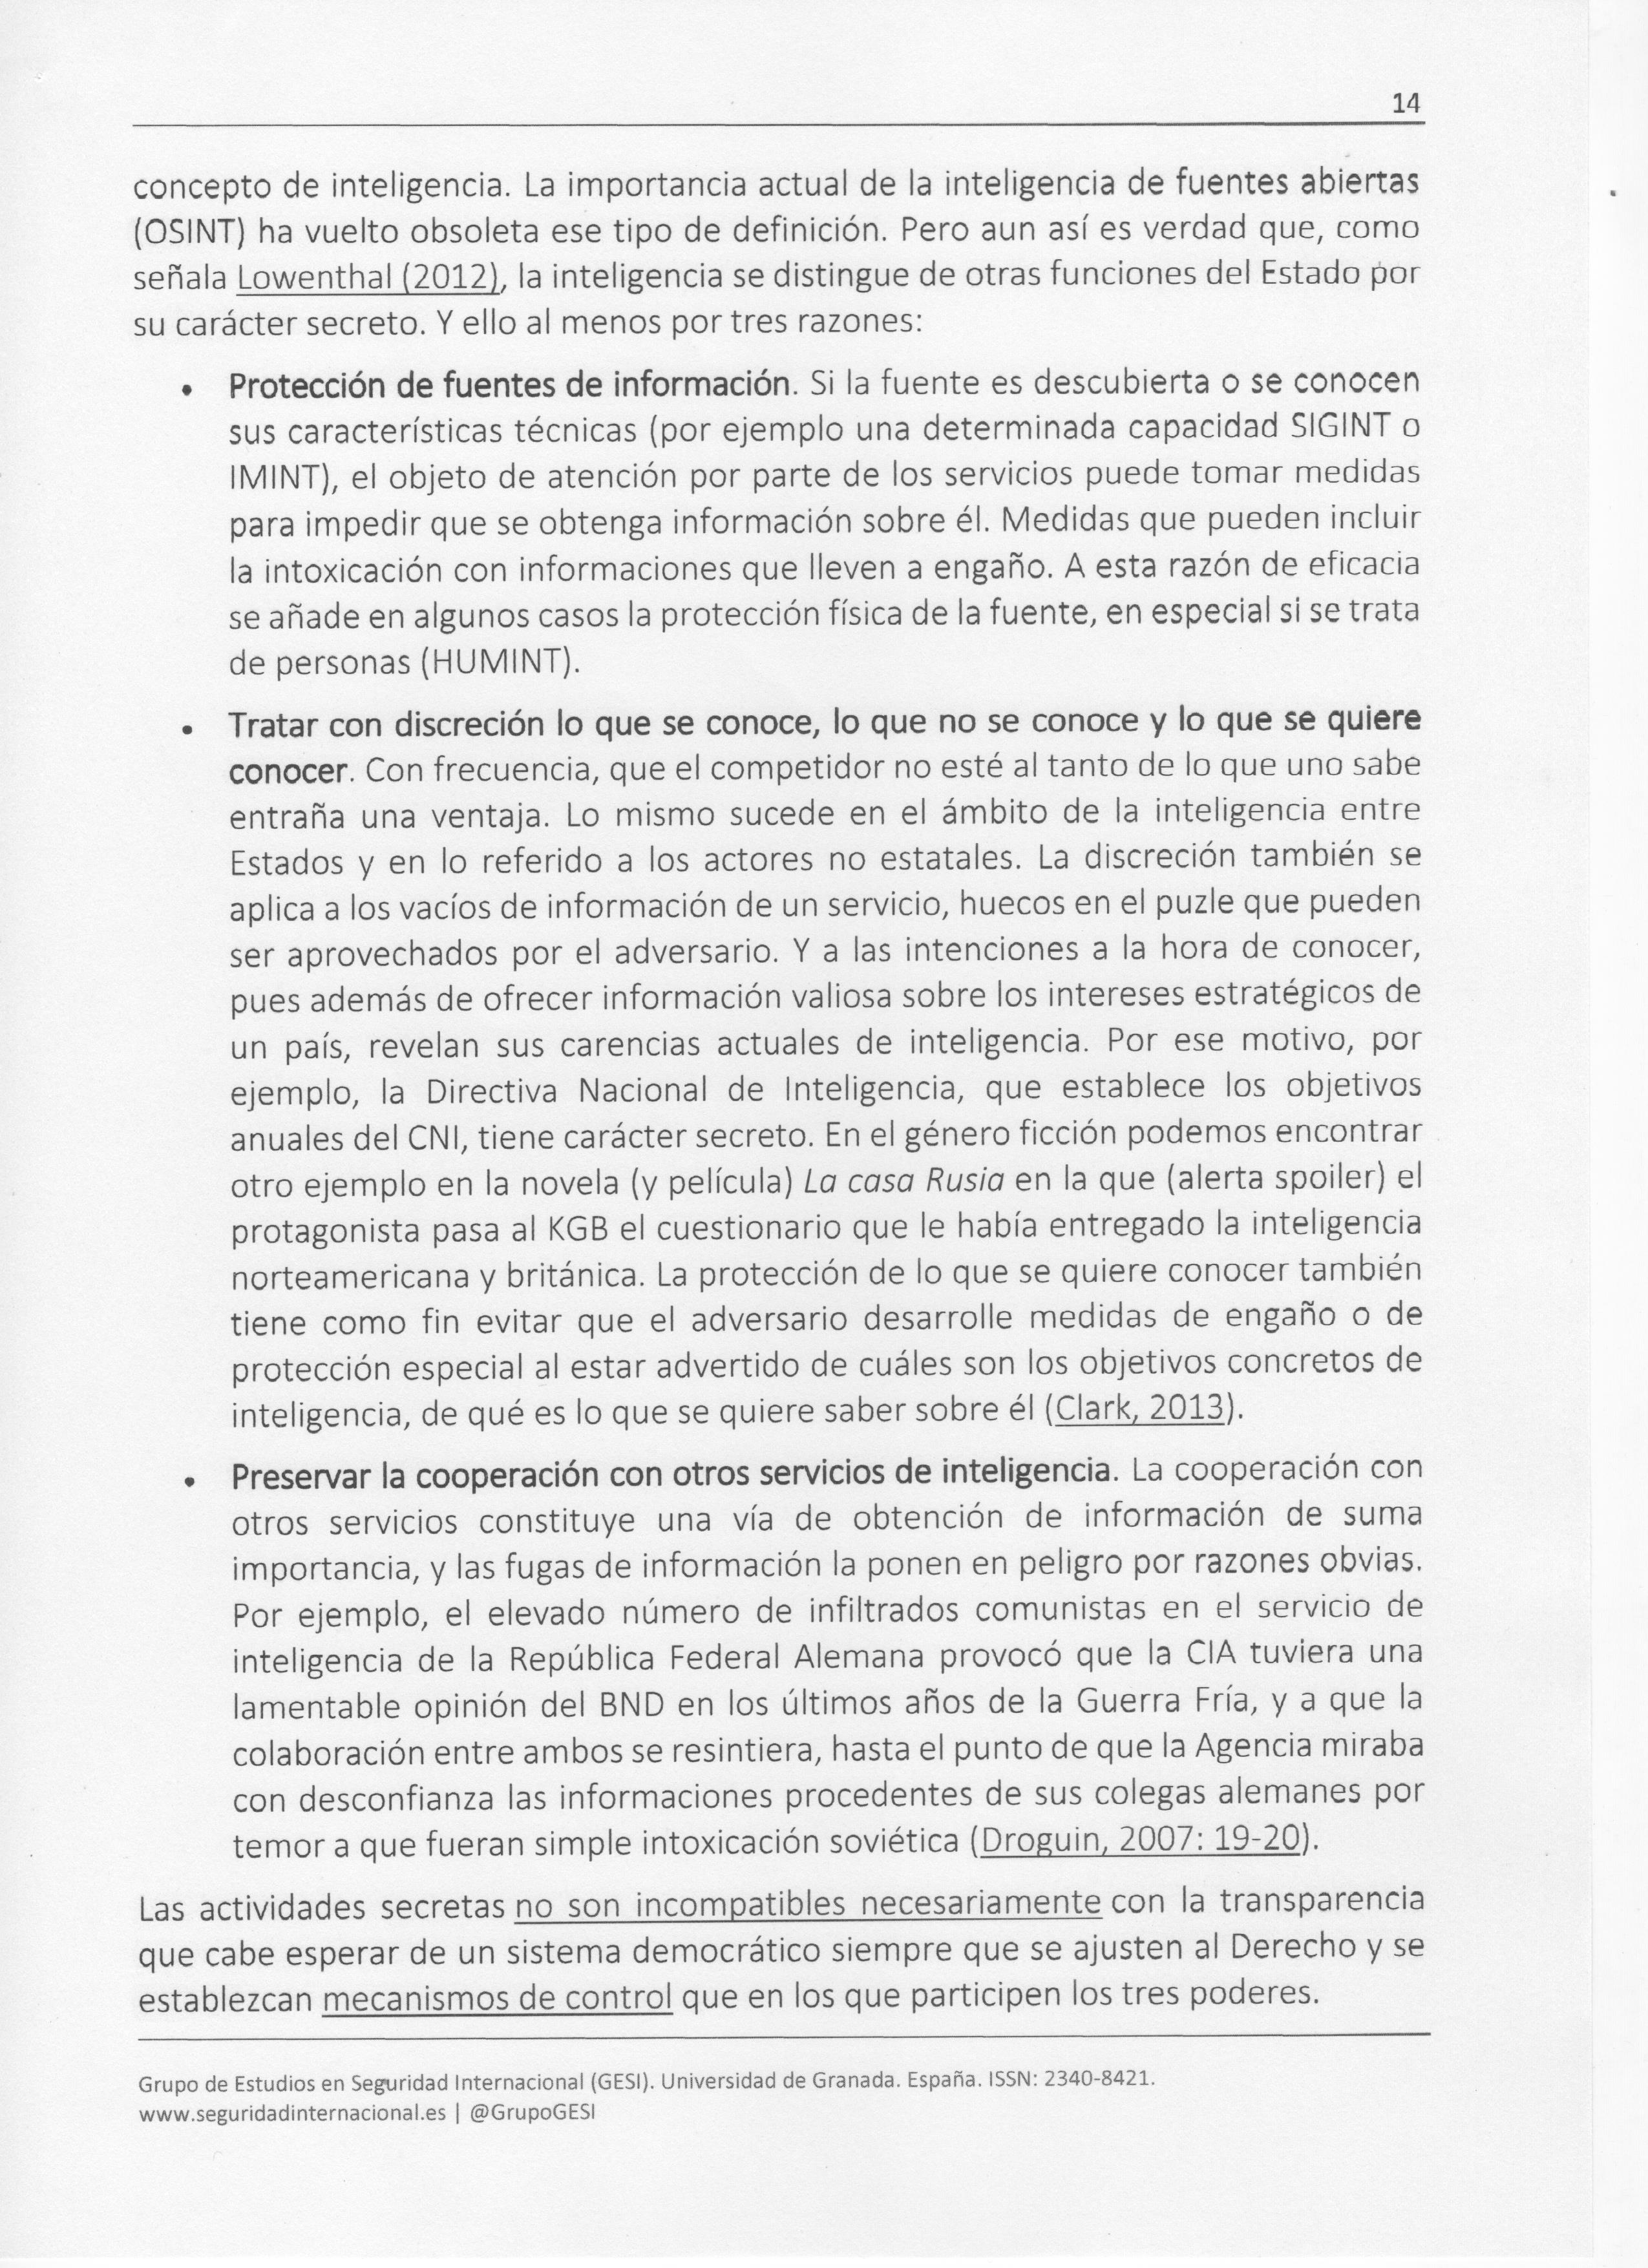 14
concepto de inteligencia. La importancia actual de la inteligencia de fuentes abiertas
(OSINT) ha vuelto obsoleta ese tipo de definición. Pero aun así es verdad que, como
señala Lowenthal (2012), la inteligencia se distingue de otras funciones del Estado por
su carácter secreto. Y ello al menos por tres razones:
• Protección de fuentes de información. Si la fuente es descubierta o se conocen
sus características técnicas (por ejemplo una determinada capacidad SIGINT o
IMINT), el objeto de atención por parte de los servicios puede tomar medidas
para impedir que se obtenga información sobre él. Medidas que pueden incluir
la intoxicación con informaciones que lleven a engaño. A esta razón de eficacia
se añade en algunos casos la protección física de la fuente, en especial si se trata
de personas (HUMINT).
• Tratar con discreción lo que se conoce, lo que no se conoce y lo que se quiere
conocer. Con frecuencia, que el competidor no esté al tanto de lo que uno sabe
entraña una ventaja. Lo mismo sucede en el ámbito de la inteligencia entre
Estados y en lo referido a los actores no estatales. La discreción también se
aplica a los vacíos de información de un servicio, huecos en el puzle que pueden
ser aprovechados por el adversario. Y a las intenciones a la hora de conocer,
pues además de ofrecer información valiosa sobre los intereses estratégicos de
un país, revelan sus carencias actuales de inteligencia. Por ese motivo, por
ejemplo, la Directiva Nacional de Inteligencia, que establece los objetivos
anuales del CNI, tiene carácter secreto. En el género ficción podemos encontrar
otro ejemplo en la novela (y película) La casa Rusia en la que (alerta spoiler) el
protagonista pasa al KGB el cuestionario que le había entregado la inteligencia
norteamericana y británica. La protección de lo que se quiere conocer también
tiene como fin evitar que el adversario desarrolle medidas de engaño o de
protección especial al estar advertido de cuáles son los objetivos concretos de
inteligencia, de qué es lo que se quiere saber sobre él (Clark, 2013).
• Preservar la cooperación con otros servicios de inteligencia. La cooperación con
otros servicios constituye una vía de obtención de información de suma
importancia, y las fugas de información la ponen en peligro por razones obvias.
Por ejemplo, el elevado número de infiltrados comunistas en el servicio de
inteligencia de la República Federal Alemana provocó que la CIA tuviera una
lamentable opinión del BND en los últimos años de la Guerra Fría, y a que la
colaboración entre ambos se resintiera, hasta el punto de que la Agencia miraba
con desconfianza las informaciones procedentes de sus colegas alemanes por
temor a que fueran simple intoxicación soviética (Droguin, 2007: 19-20).
Las actividades secretas no son incompatibles necesariamente con la transparencia
que cabe esperar de un sistema democrático siempre que se ajusten al Derecho y se
establezcan mecanismos de control que en los que participen los tres poderes.
Grupo de Estudios en Seguridad Internacional (GESI). Universidad de Granada. España. ISSN: 2340-8421.
www.seguridadinternacional.es | @GrupoGESI